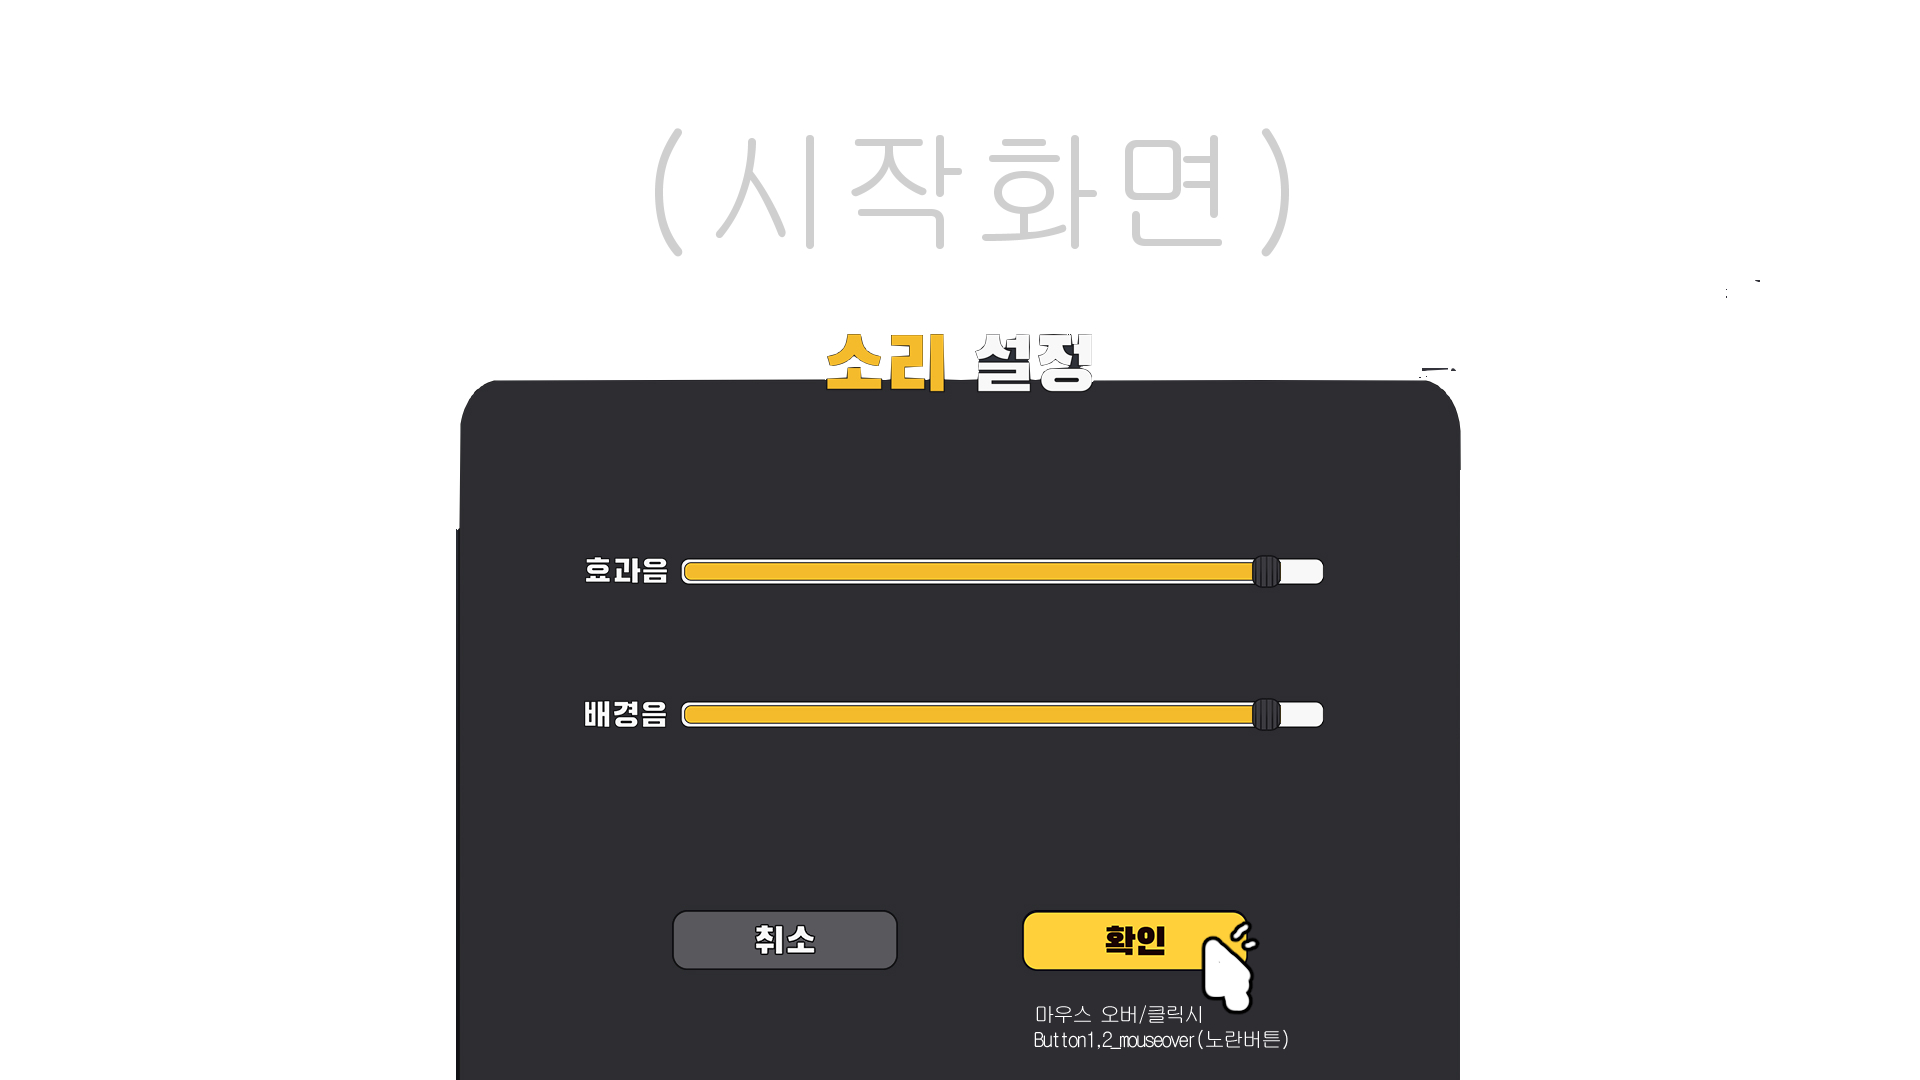 (시작화면)
소리 설정
효과음
배경음
취소
확인
마우스 오버/클릭시
Button1,2_mouseover(노란버튼)